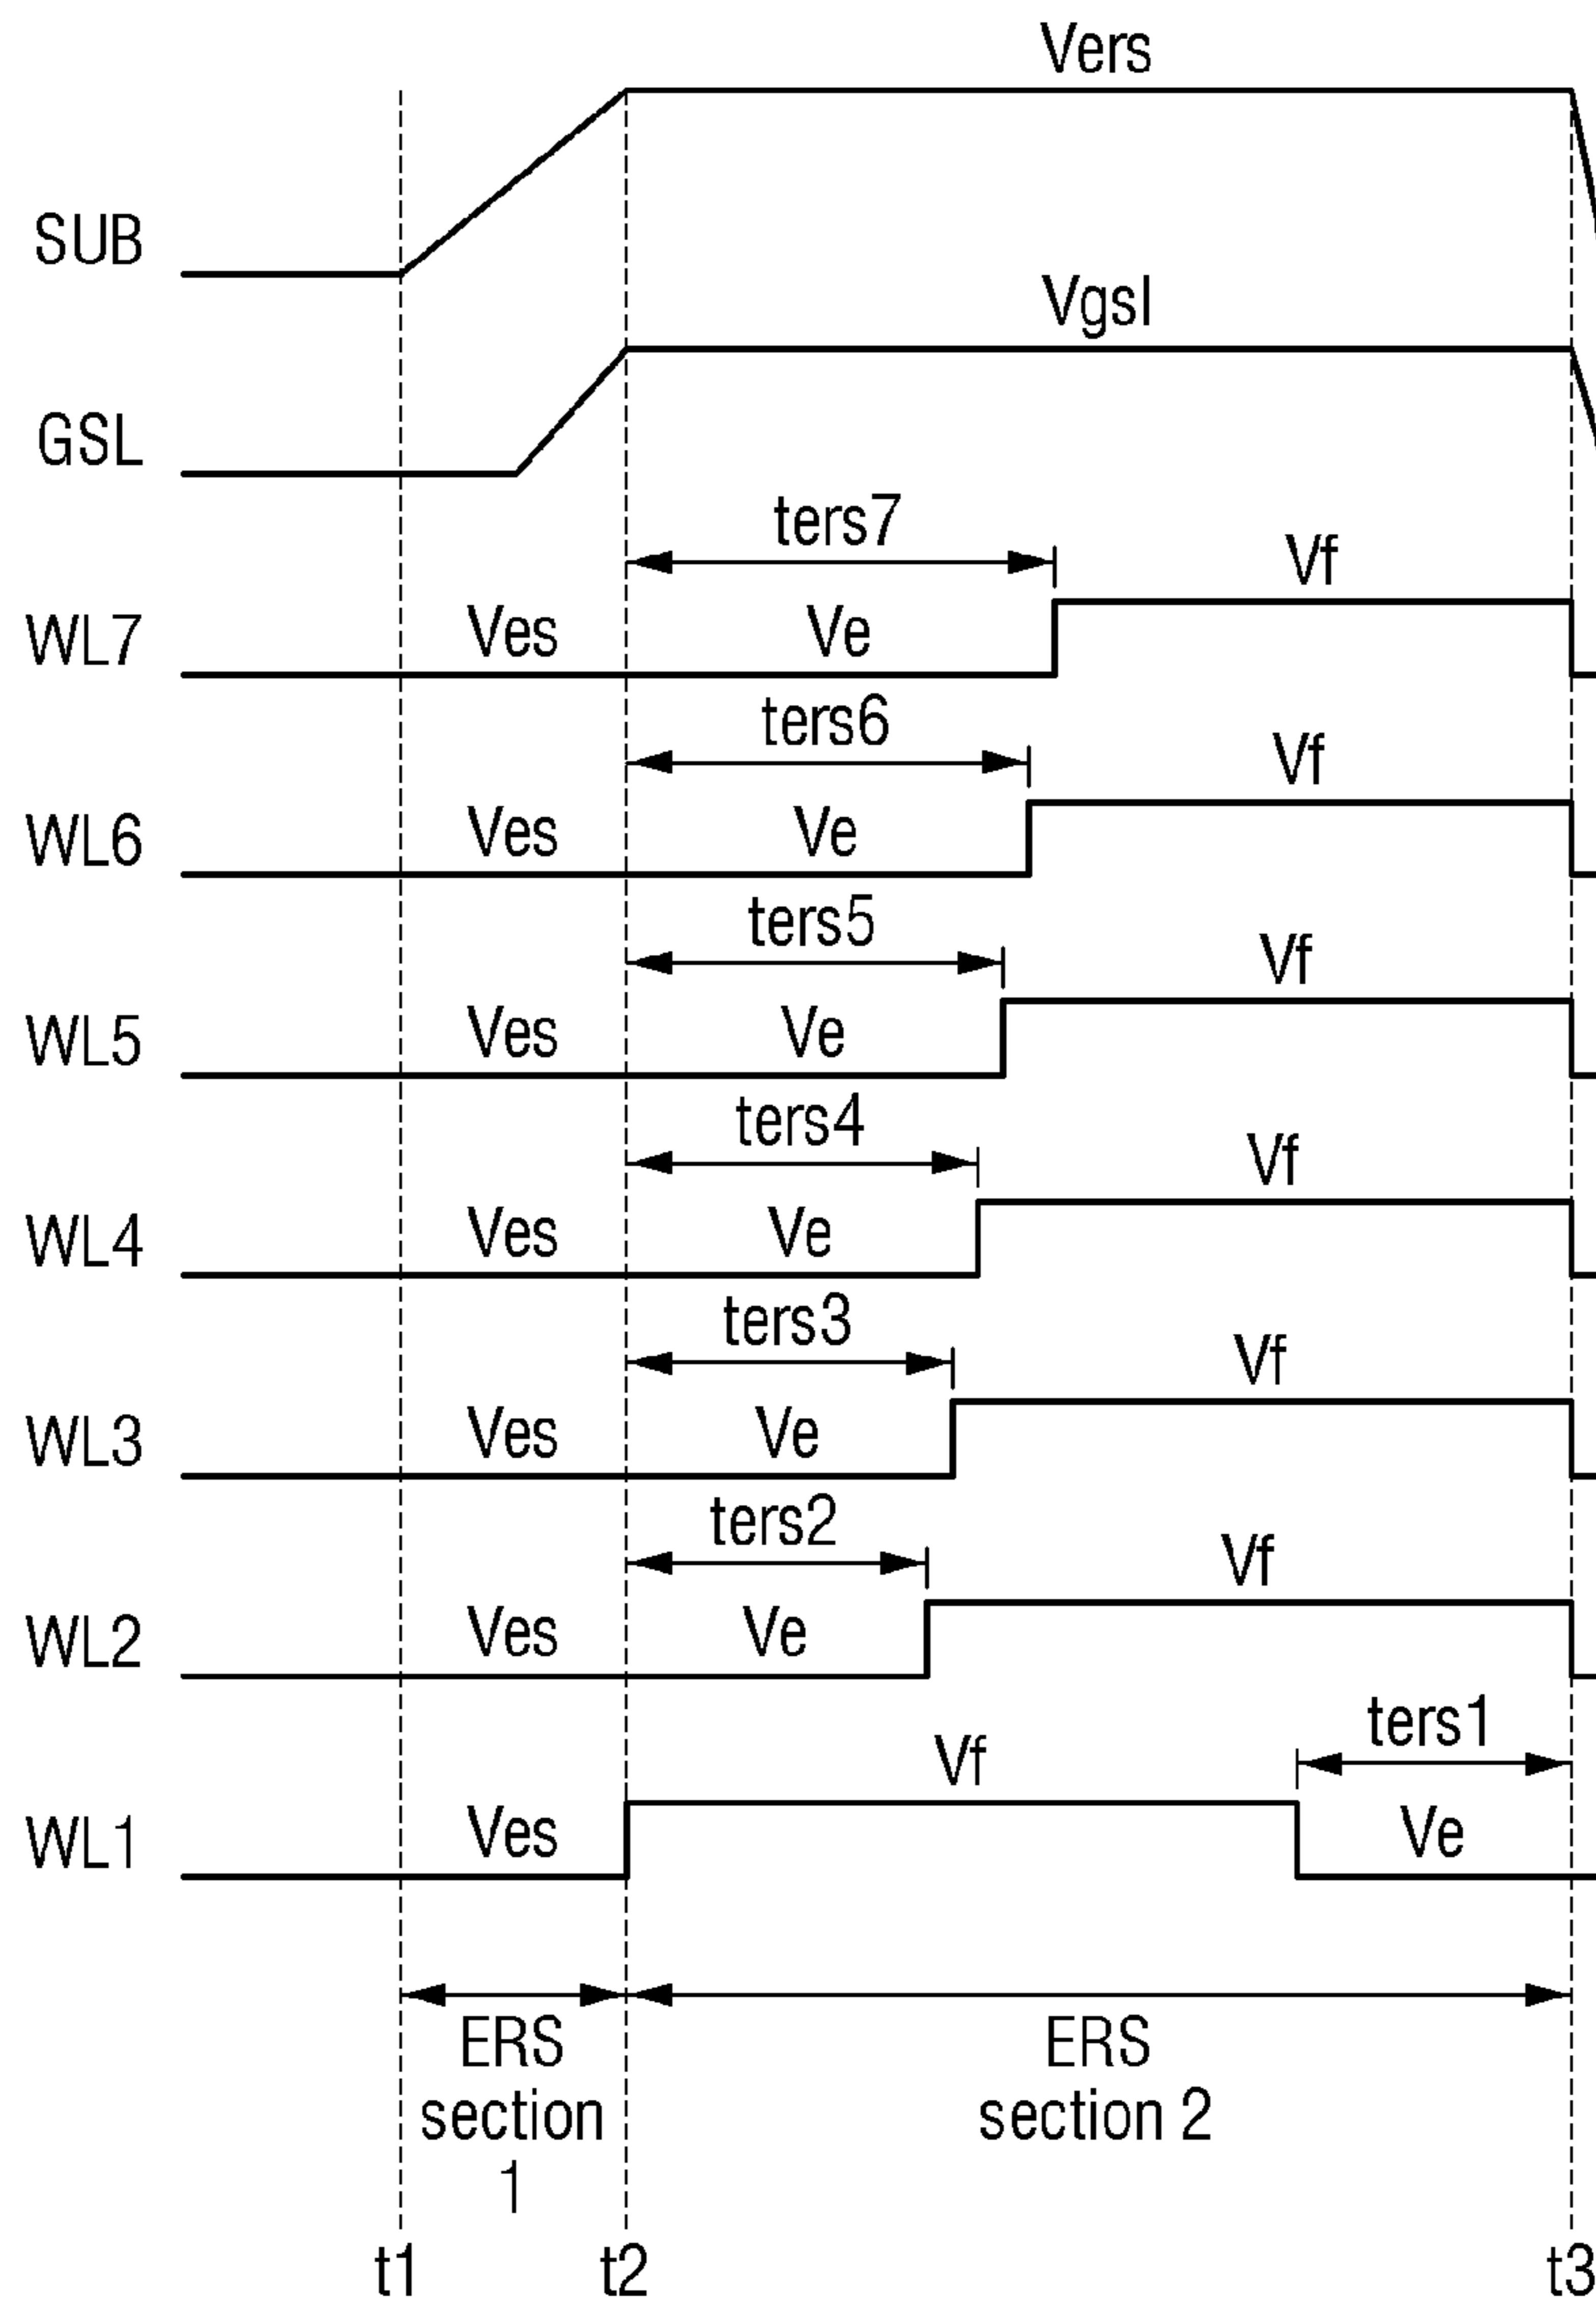 Vers
SUB
Vgsl
GSL
ters7
Vf
WL7 Ves Ve
ters6
Vf
WL6 Ves Ve
ters5
Vf
WL5 Ves Ve
ters4
Vf
WL4 Ves Ve
ters3
Vf
WL3 Ves Ve
ters2
Vf
WL2 Ves Ve
ters1
Vf
WL1 Ves Ve
ERS ERS
section section 2
1
t1 t2 t3